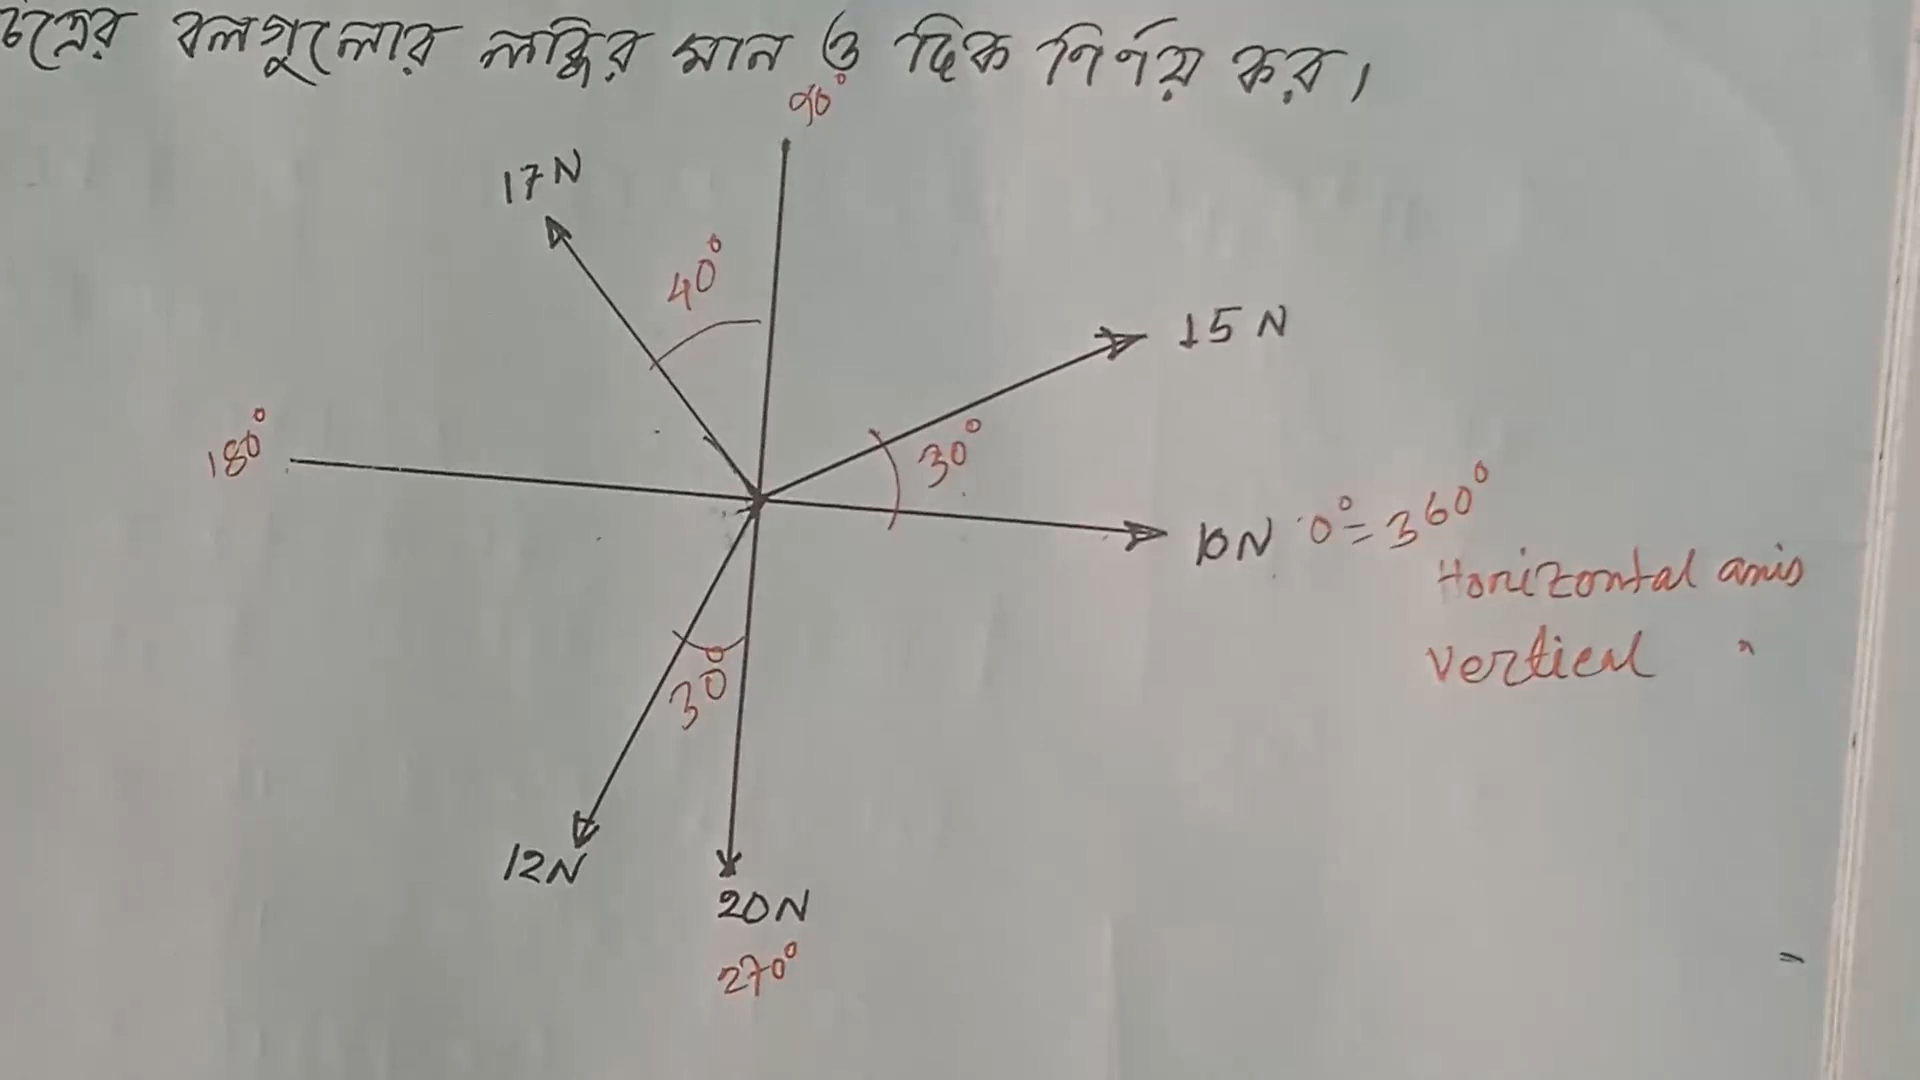 চিত্রের বলগুলোর লব্ধির মান ও দিক নির্ণয় কর।
90°
17N
40°
15N
180°
30°
10N 0°=360°
Horizontal axis
Vertical "
30
12N
20N
270°